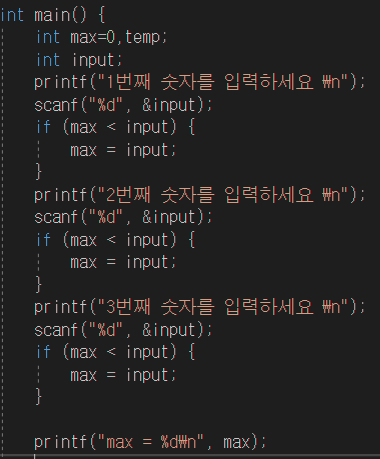 int main() {
int max=0,temp;
int input;
printf("1번째 숫자를 입력하세요 ₩n");
scanf("%d", &input);
if (max < input) {
max = input;
}
printf("2번째 숫자를 입력하세요 ₩n");
scanf("%d", &input);
if (max < input) {
max = input;
}
printf("3번째 숫자를 입력하세요 ₩n");
scanf("%d", &input);
if (max < input) {
max = input;
}
printf("max = %d₩n", max);